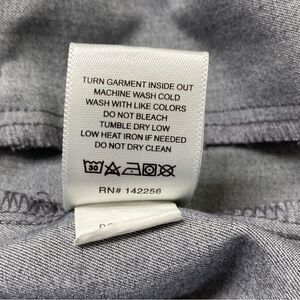 TURN GARMENT INSIDE OUT
MACHINE WASH COLD
WASH WITH LIKE COLORS
DO NOT BLEACH
TUMBLE DRY LOW
LOW HEAT IRON IF NEEDED
DO NOT DRY CLEAN
30
RN# 142256